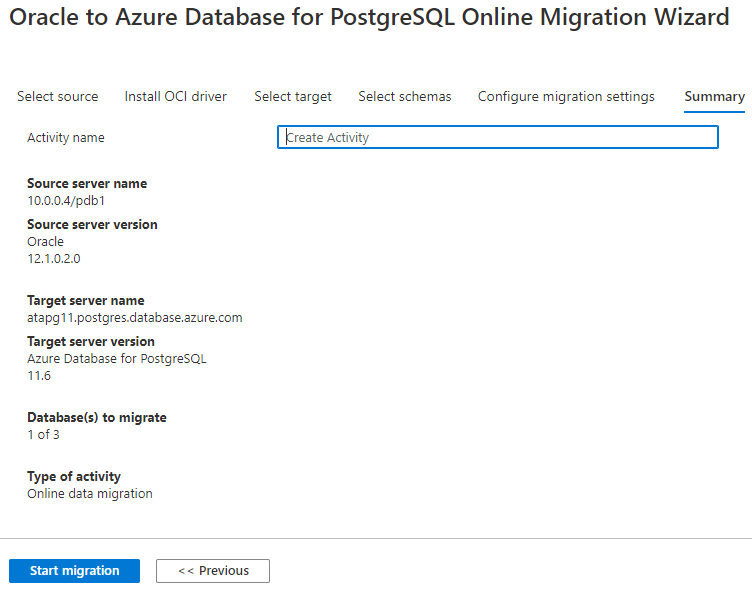 Oracle to Azure Database for PostgreSQL Online Migration Wizard
Select source Install OCI driver Select target Select schemas Configure migration settings Summary
Activity name Create Activity
Source server name
10.0.0.4/pdb1
Source server version
Oracle
12.1.0.2.0
Target server name
atapg11.postgres.database.azure.com
Target server version
Azure Database for PostgreSQL
11.6
Database(s) to migrate
1 of 3
Type of activity
Online data migration
Start migration << Previous